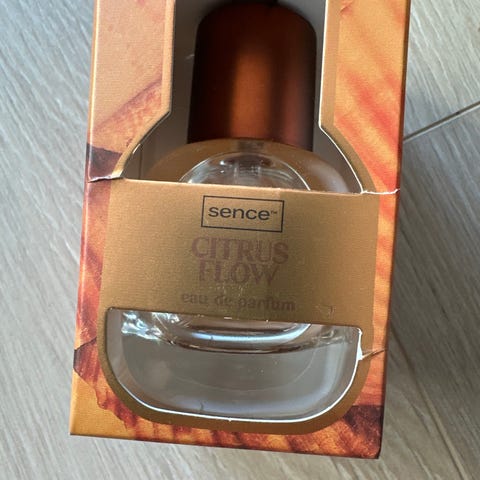 sence™
CITRUS
FLOW
eau de parfum